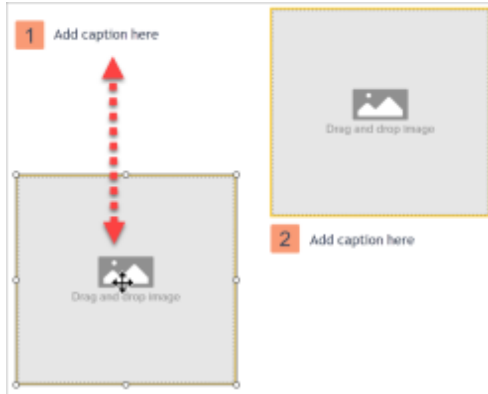 1 Add caption here
Drag and drop image
2 Add caption here
Drag and drop image